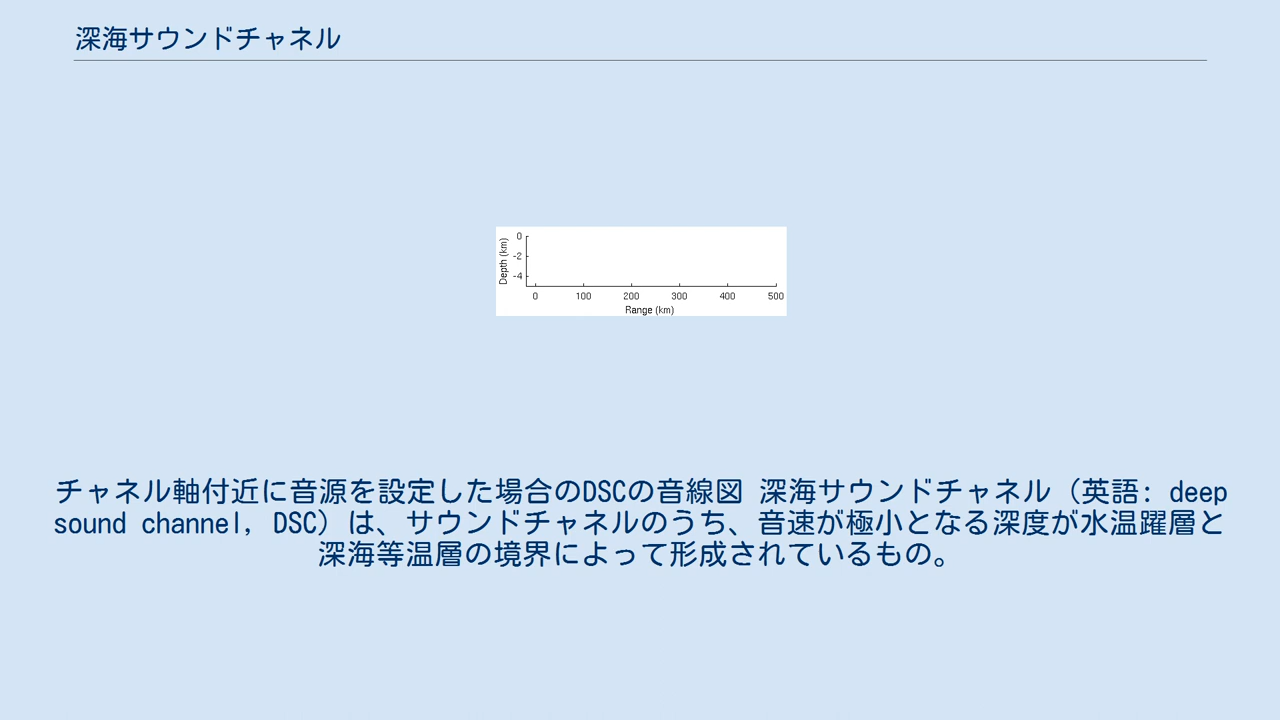 深海サウンドチャネル
0
-2
-4
Depth (km)
0 100 200 300 400 500
Range (km)
チャネル軸付近に音源を設定した場合のDSCの音線図 深海サウンドチャネル（英語: deep
sound channel, DSC）は、サウンドチャネルのうち、音速が極小となる深度が水温躍層と
深海等温層の境界によって形成されているもの。